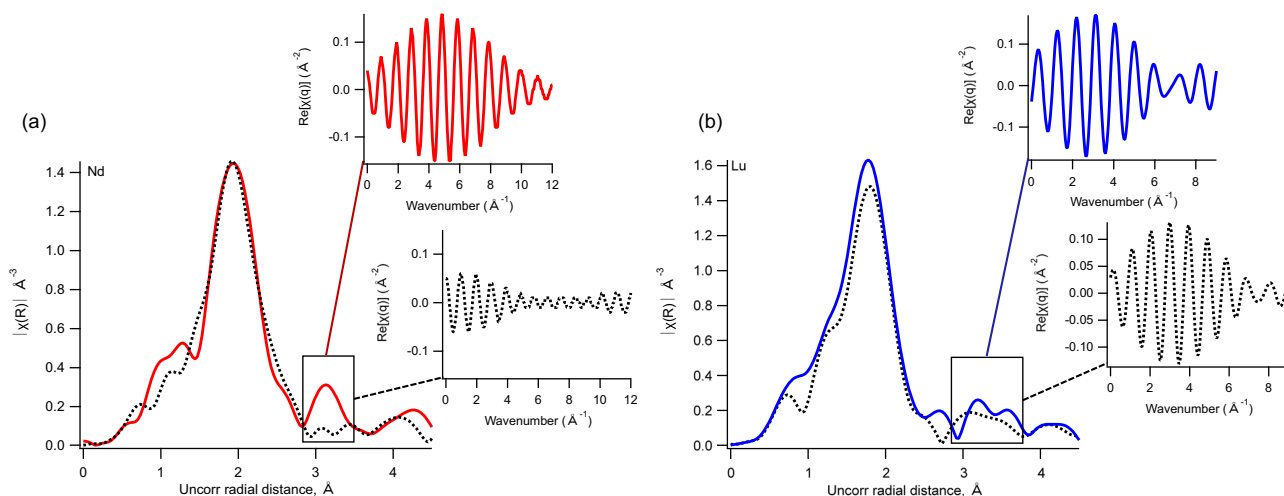 (a)
Nd
|χ(R)| Å⁻³
1.4
1.2
1.0
0.8
0.6
0.4
0.2
0.0
0 1 2 3 4
Uncorr radial distance, Å
Re[χ(q)] (Å⁻²)
0.1
0.0
-0.1
0 2 4 6 8 10 12
Wavenumber (Å⁻¹)
Re[χ(q)] (Å⁻²)
0.1
0.0
-0.1
0 2 4 6 8 10 12
Wavenumber (Å⁻¹)
(b)
Lu
|χ(R)| Å⁻³
1.6
1.4
1.2
1.0
0.8
0.6
0.4
0.2
0.0
0 1 2 3 4
Uncorr radial distance, Å
Re[χ(q)] (Å⁻²)
0.1
0.0
-0.1
0 2 4 6 8
Wavenumber (Å⁻¹)
Re[χ(q)] (Å⁻²)
0.10
0.05
0.00
-0.05
-0.10
0 2 4 6 8
Wavenumber (Å⁻¹)